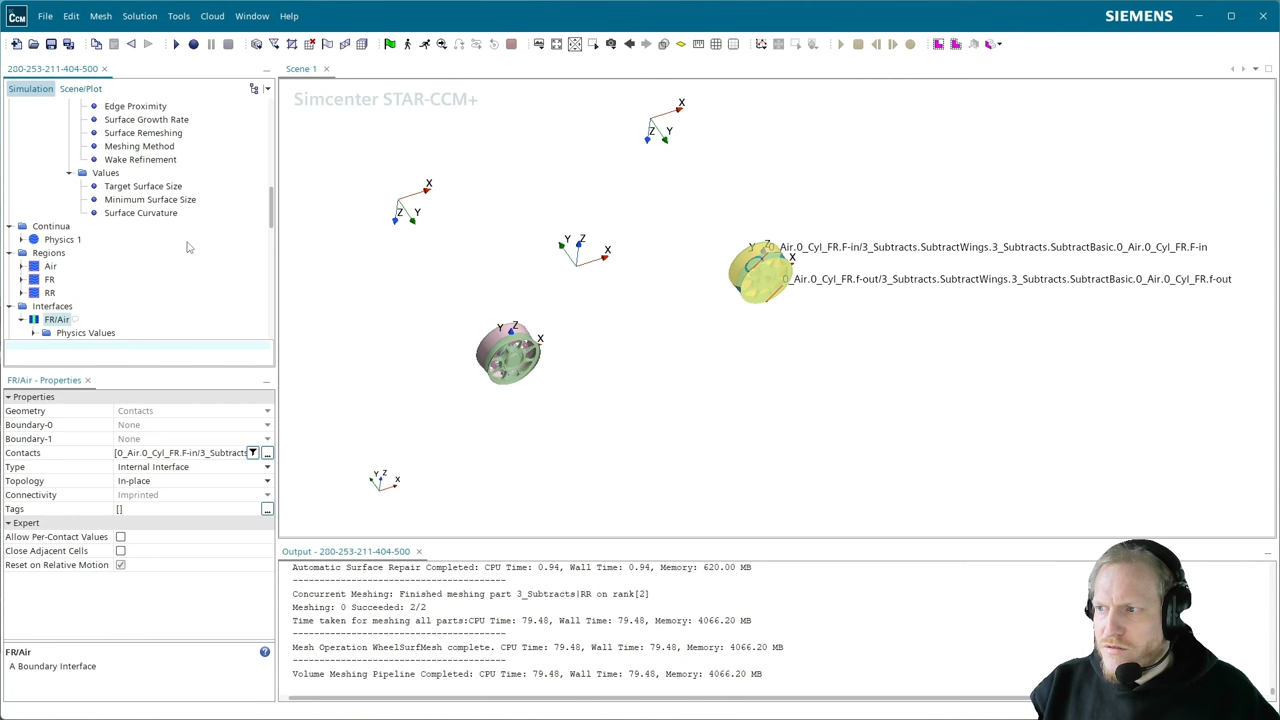 CCM File Edit Mesh Solution Tools Cloud Window Help SIEMENS
280-253-211-404-500
Scene 1
Simulation Scene/Plot
Edge Proximity
Surface Growth Rate
Surface Remeshing
Meshing Method
Wake Refinement
Values
Target Surface Size
Minimum Surface Size
Surface Curvature
Continua
Physics 1
Regions
Air
FR
RR
Interfaces
FR/Air
Physics Values
FR/Air - Properties
Properties
Geometry Contacts
Boundary-0 None
Boundary-1 None
Contacts [0_Air.0_Cyl_FR.F-in/3_Subtracts
Type Internal Interface
Topology In-place
Connectivity Imprinted
Tags []
Expert
Allow Per-Contact Values
Close Adjacent Cells
Reset on Relative Motion
FR/Air
A Boundary Interface
Simcenter STAR-CCM+
X
Z Y
X
Z Y
Y Z X
Y Z X
0_Air.0_Cyl_FR.F-in/3_Subtracts.SubtractWings.3_Subtracts.SubtractBasic.0_Air.0_Cyl_FR.F-in
0_Air.0_Cyl_FR.f-out/3_Subtracts.SubtractWings.3_Subtracts.SubtractBasic.0_Air.0_Cyl_FR.f-out
Y Z X
Y Z X
Output - 280-253-211-404-500
Automatic Surface Repair Completed: CPU Time: 0.94, Wall Time: 0.94, Memory: 620.00 MB
----------------------------------------
Concurrent Meshing: Finished meshing part 3_Subtracts|RR on rank[2]
Meshing: 0 Succeeded: 2/2
Time taken for meshing all parts:CPU Time: 79.48, Wall Time: 79.48, Memory: 4066.20 MB
----------------------------------------
Mesh Operation WheelSurfMesh complete. CPU Time: 79.48, Wall Time: 79.48, Memory: 4066.20 MB
----------------------------------------
Volume Meshing Pipeline Completed: CPU Time: 79.48, Wall Time: 79.48, Memory: 4066.20 MB